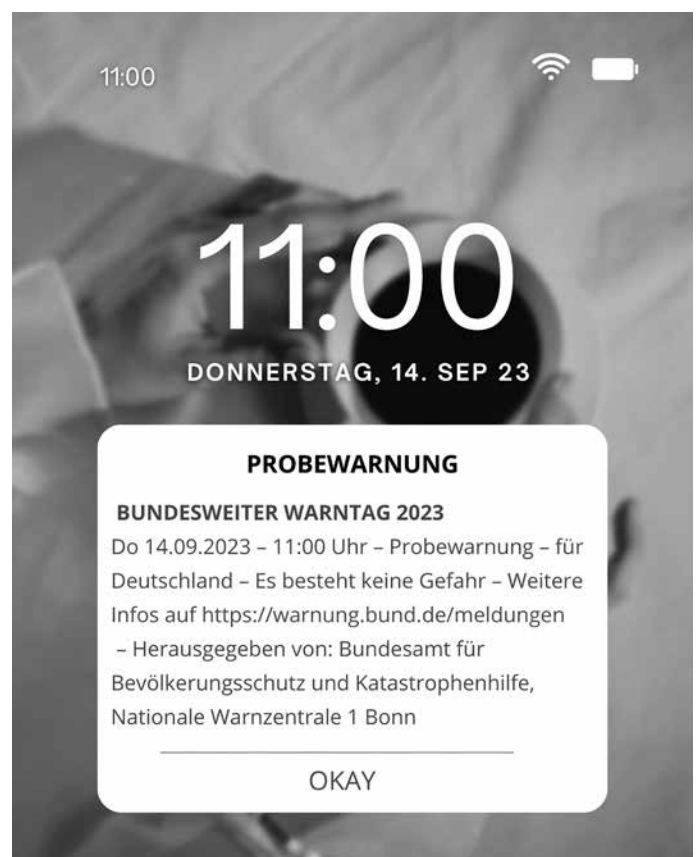 11:00
11:00
DONNERSTAG, 14. SEP 23
PROBEWARNUNG
BUNDESWEITER WARNTAG 2023
Do 14.09.2023 – 11:00 Uhr – Probewarnung – für
Deutschland – Es besteht keine Gefahr – Weitere
Infos auf https://warnung.bund.de/meldungen
– Herausgegeben von: Bundesamt für
Bevölkerungsschutz und Katastrophenhilfe,
Nationale Warnzentrale 1 Bonn
OKAY